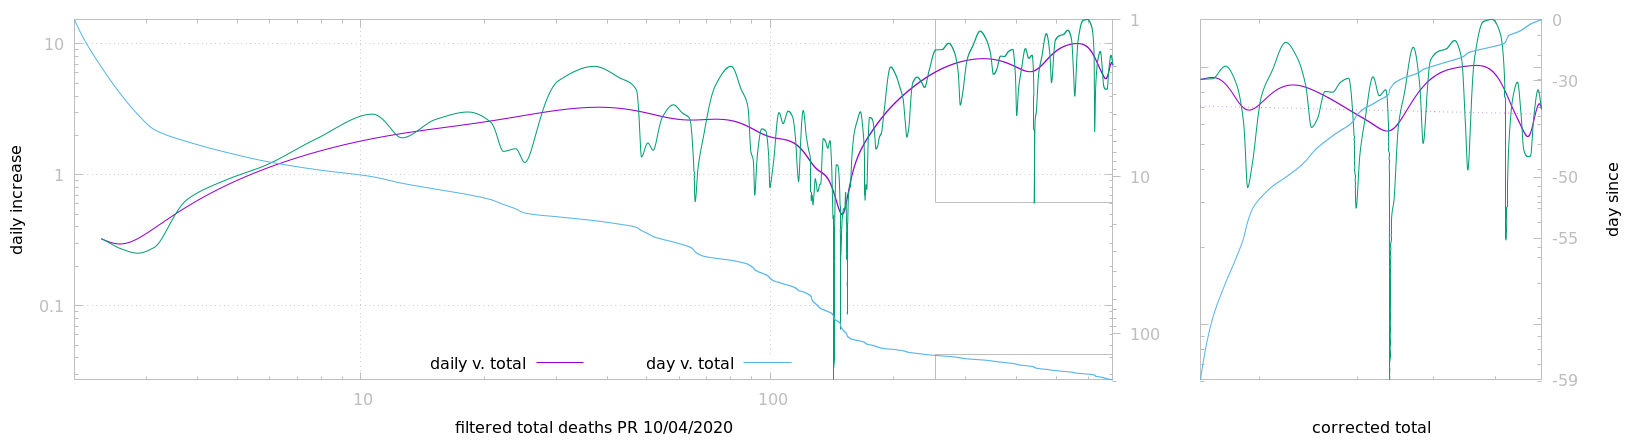 10
1
0.1
daily increase
daily v. total
day v. total
10
100
filtered total deaths PR 10/04/2020
1
10
100
0
-30
-50
-55
-59
day since
corrected total